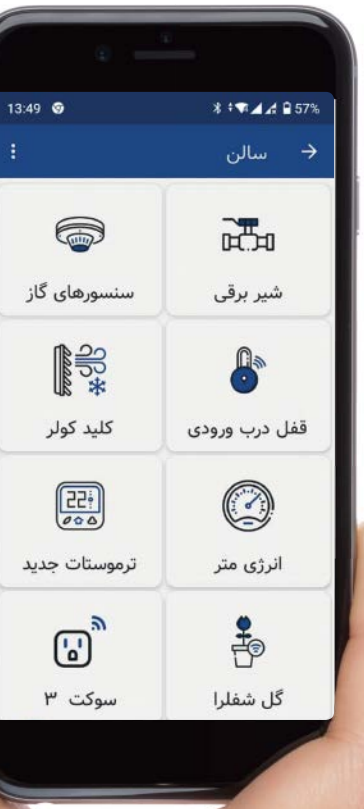 13:49 57%
سالن
شیر برقی سنسورهای گاز
قفل درب ورودی کلید کولر
22
انرژی متر ترموستات جدید
گل شفلرا سوکت ۳